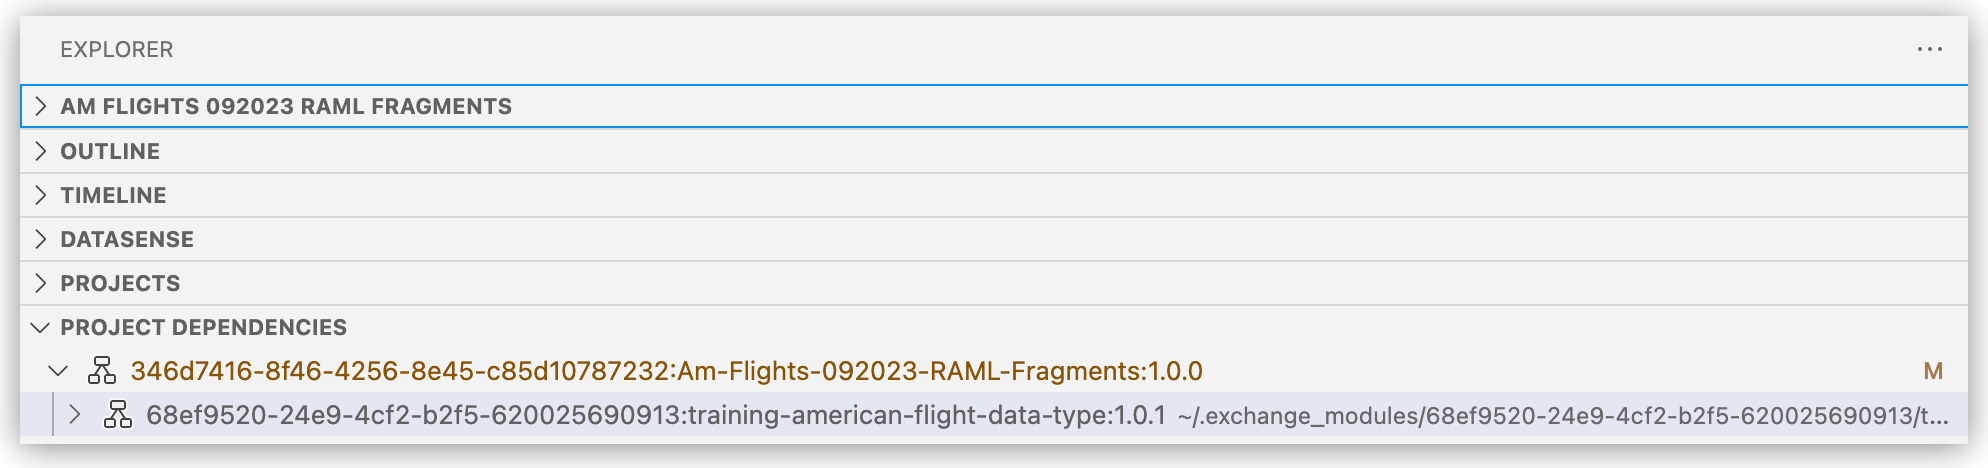 EXPLORER ...
AM FLIGHTS 092023 RAML FRAGMENTS
OUTLINE
TIMELINE
DATASENSE
PROJECTS
PROJECT DEPENDENCIES
346d7416-8f46-4256-8e45-c85d10787232:Am-Flights-092023-RAML-Fragments:1.0.0 M
68ef9520-24e9-4cf2-b2f5-620025690913:training-american-flight-data-type:1.0.1 ~/.exchange_modules/68ef9520-24e9-4cf2-b2f5-620025690913/t...